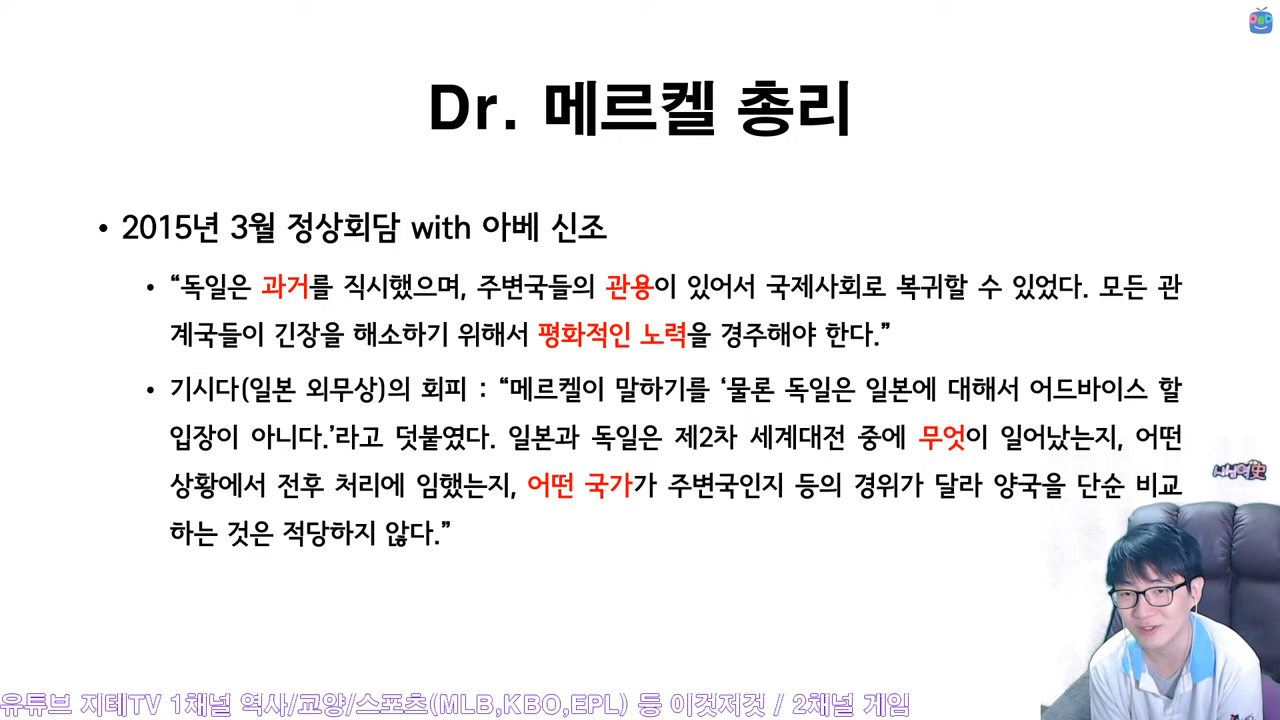 Dr. 메르켈 총리
• 2015년 3월 정상회담 with 아베 신조
• “독일은 과거를 직시했으며, 주변국들의 관용이 있어서 국제사회로 복귀할 수 있었다. 모든 관
계국들이 긴장을 해소하기 위해서 평화적인 노력을 경주해야 한다.”
• 기시다(일본 외무상)의 회피 : “메르켈이 말하기를 ‘물론 독일은 일본에 대해서 어드바이스 할
입장이 아니다.’라고 덧붙였다. 일본과 독일은 제2차 세계대전 중에 무엇이 일어났는지, 어떤
상황에서 전후 처리에 임했는지, 어떤 국가가 주변국인지 등의 경위가 달라 양국을 단순 비교
하는 것은 적당하지 않다.”
유튜브 지테TV 1채널 역사/교양/스포츠(MLB,KBO,EPL) 등 이것저것 / 2채널 게임